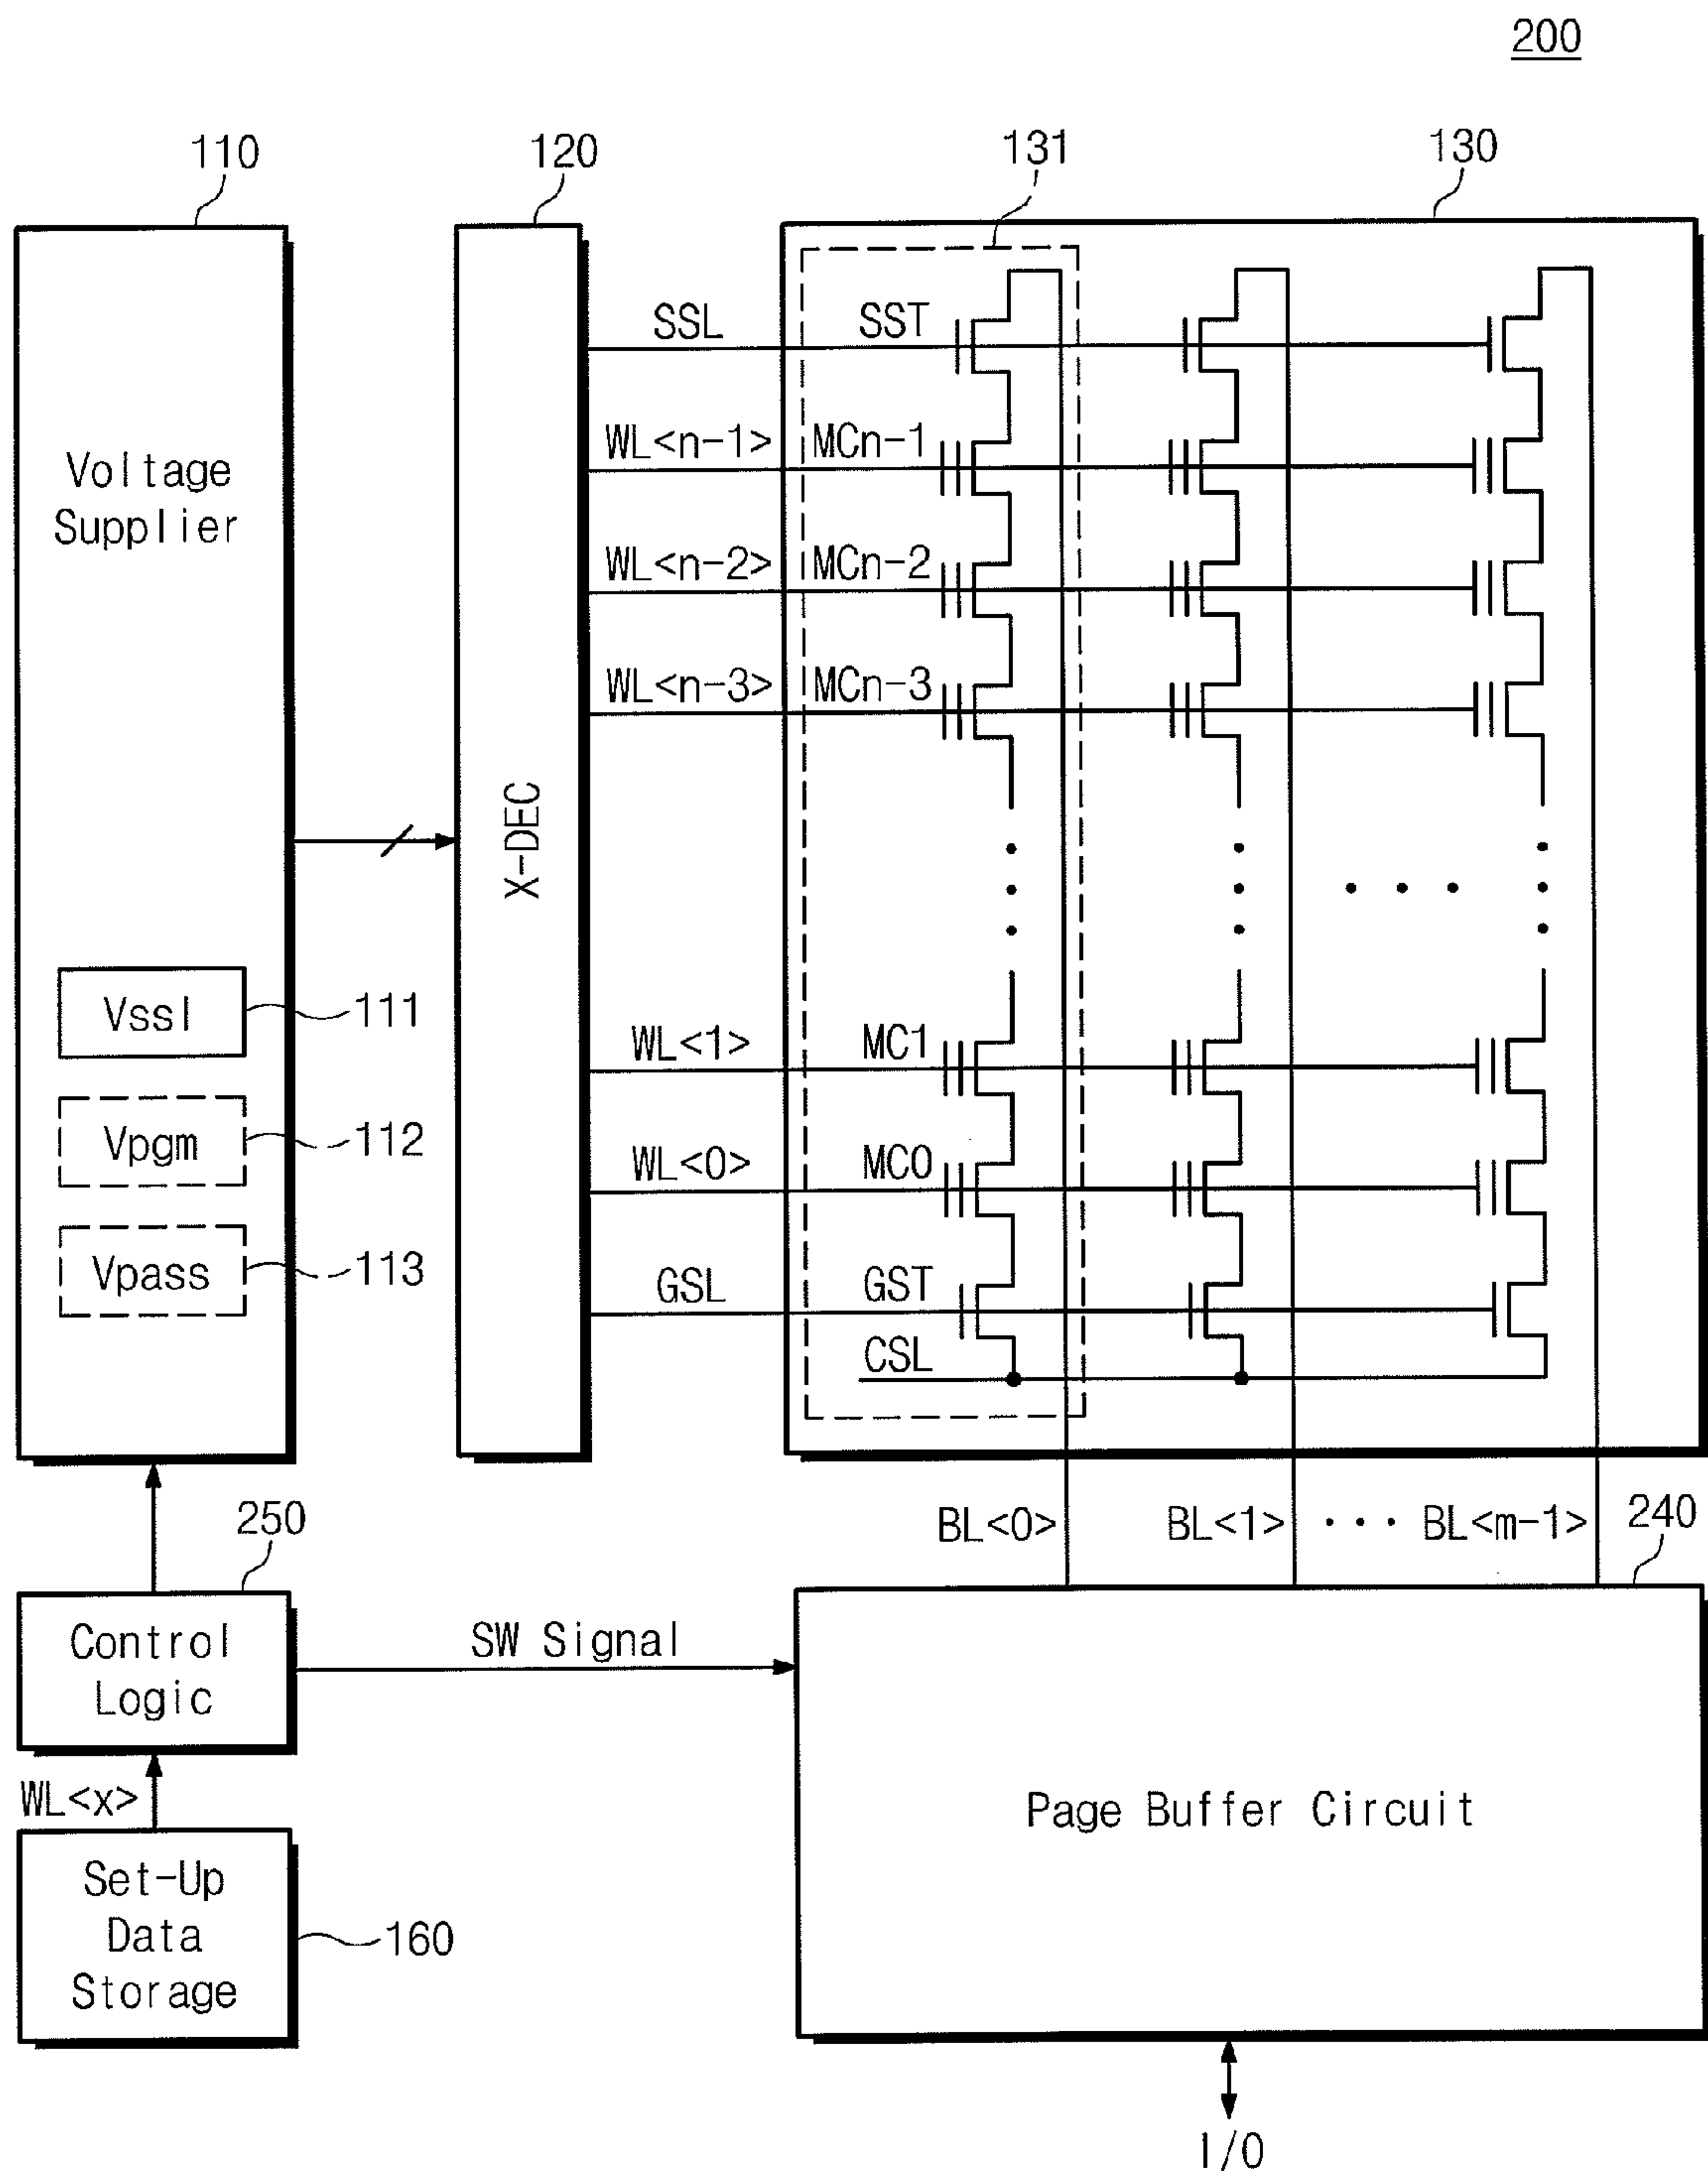 200
110
120
131
130
Voltage
Supplier
Vssl
111
Vpgm
112
Vpass
113
X-DEC
SSL
SST
WL<n-1>
MCn-1
WL<n-2>
MCn-2
WL<n-3>
MCn-3
WL<1>
MC1
WL<0>
MC0
GSL
GST
CSL
BL<0>
BL<1>
BL<m-1>
240
250
Control
Logic
SW Signal
WL<x>
Set-Up
Data
Storage
160
Page Buffer Circuit
I/O